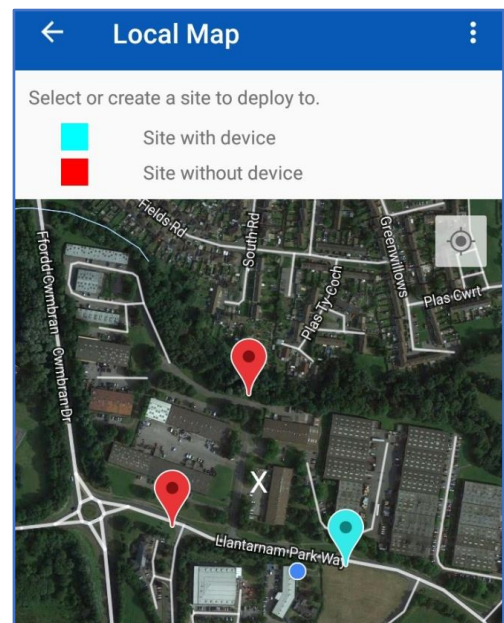 Local Map
Select or create a site to deploy to.
Site with device
Site without device
Fields Rd
South Rd
Greenwillows
Ffordd Cwmbran
Cwmbran Dr
Plas Ty Coch
Plas Cwrt
X
Llantarnam Park Way